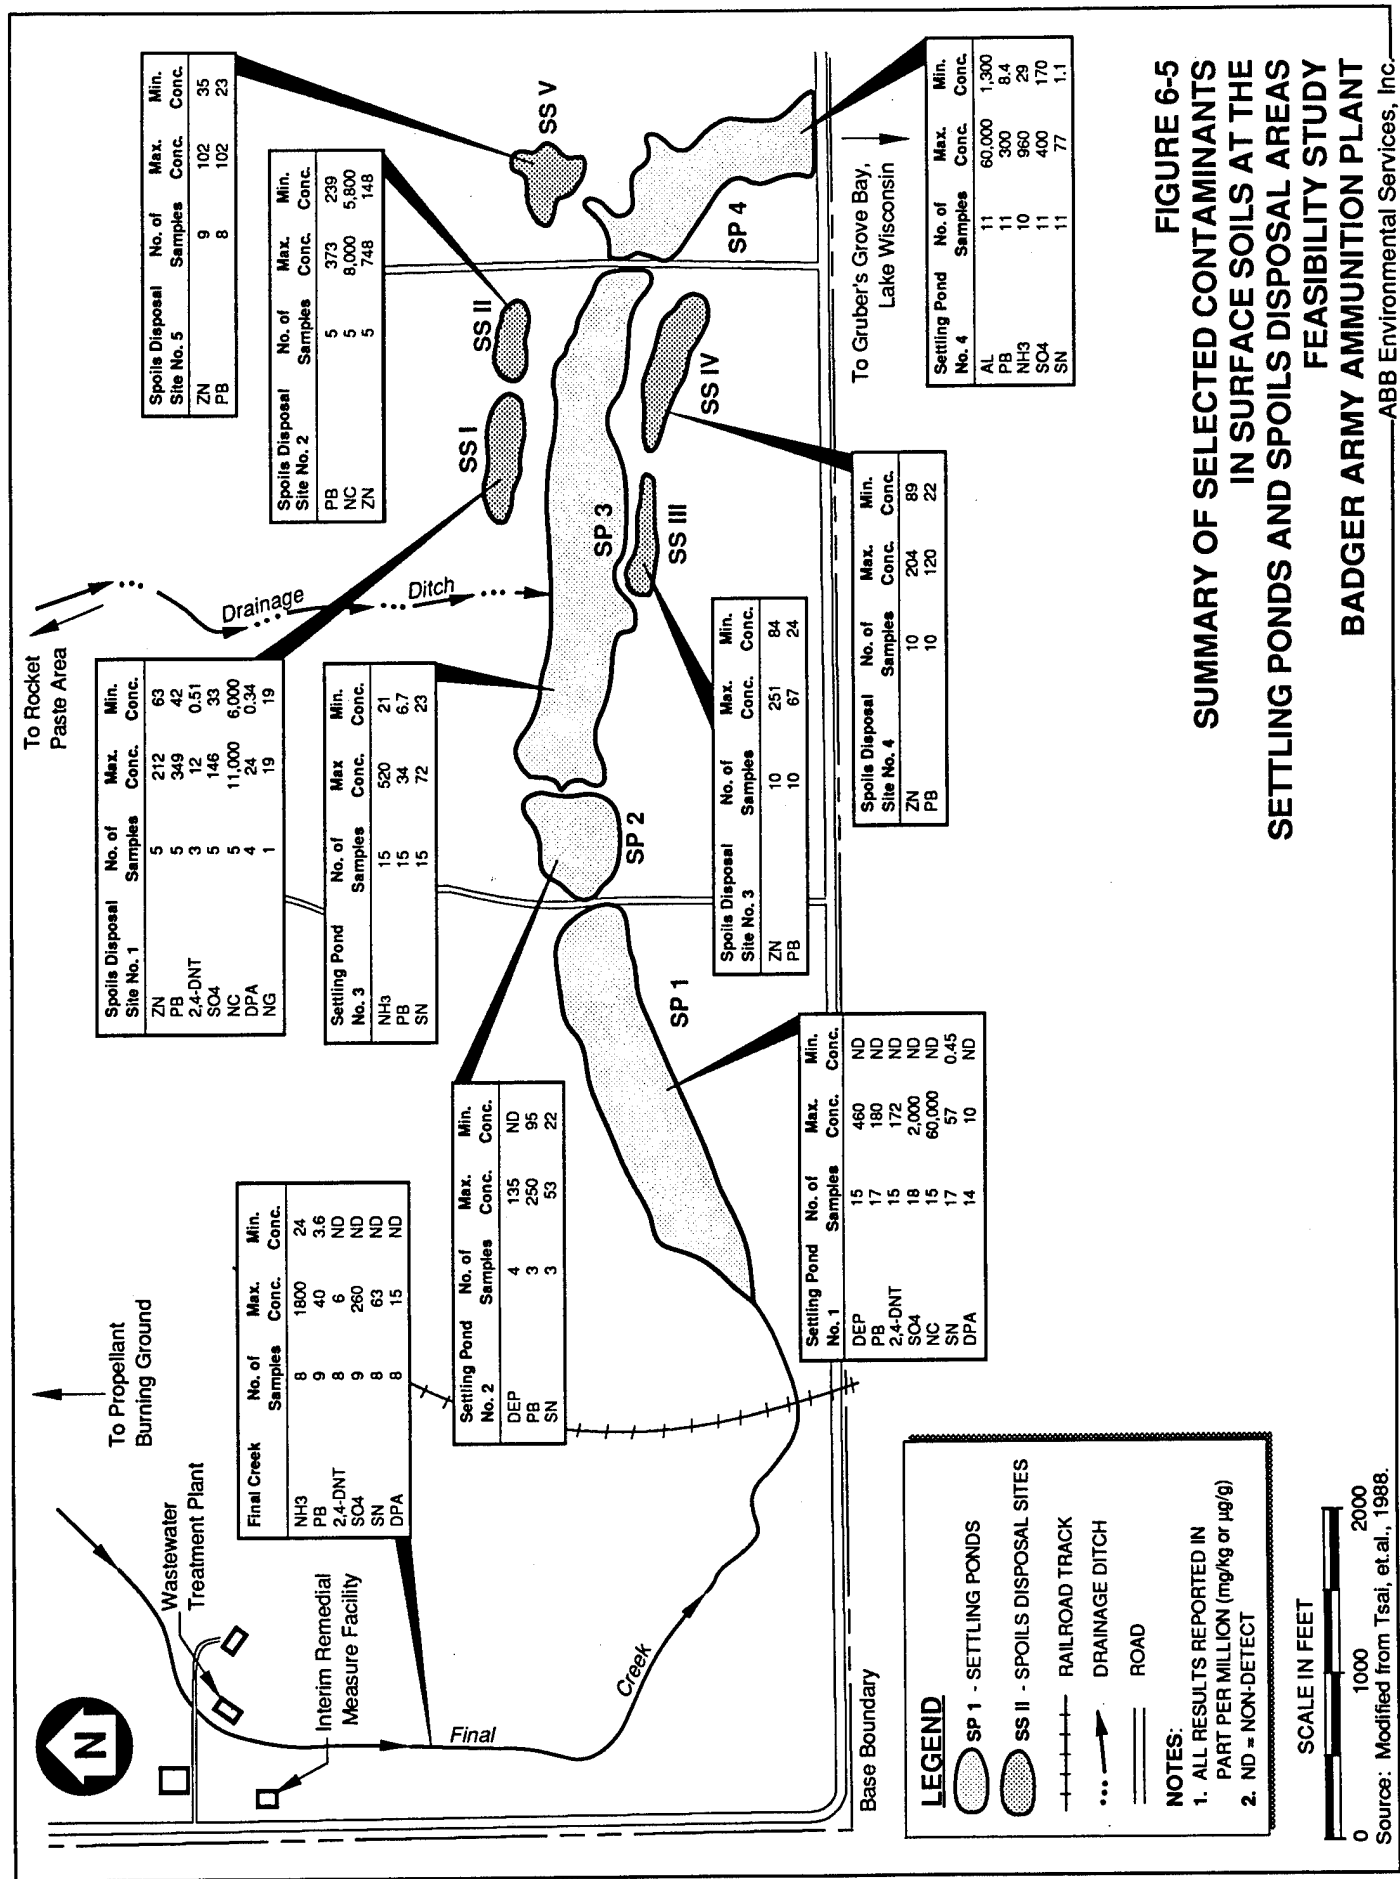 To Rocket
Paste Area
To Propellant
Burning Ground
Wastewater
Treatment Plant
Interim Remedial
Measure Facility
N
Final
Creek
Drainage
Ditch
Base Boundary
To Gruber's Grove Bay,
Lake Wisconsin
SP 1
SP 2
SP 3
SP 4
SS I
SS II
SS III
SS IV
SS V
Final Creek No. of Max. Min.
Samples Conc. Conc.
NH3 8 1800 24
PB 9 40 3.6
2,4-DNT 8 6 ND
SO4 9 260 ND
SN 8 63 ND
DPA 8 15 ND
Settling Pond No. of Max. Min.
No. 2 Samples Conc. Conc.
DEP 4 135 ND
PB 3 250 95
SN 3 53 22
Settling Pond No. of Max. Min.
No. 1 Samples Conc. Conc.
DEP 15 460 ND
PB 17 180 ND
2,4-DNT 15 172 ND
SO4 18 2,000 ND
NC 15 60,000 ND
SN 17 57 0.45
DPA 14 10 ND
Spoils Disposal No. of Max. Min.
Site No. 1 Samples Conc. Conc.
ZN 5 212 63
PB 5 349 42
2,4-DNT 3 12 0.51
SO4 5 146 33
NC 5 11,000 6,000
DPA 4 24 0.34
NG 1 19 19
Settling Pond No. of Max Min.
No. 3 Samples Conc. Conc.
NH3 15 520 21
PB 15 34 6.7
SN 15 72 23
Spoils Disposal No. of Max. Min.
Site No. 3 Samples Conc. Conc.
ZN 10 251 84
PB 10 67 24
Spoils Disposal No. of Max. Min.
Site No. 4 Samples Conc. Conc.
ZN 10 204 89
PB 10 120 22
Spoils Disposal No. of Max. Min.
Site No. 2 Samples Conc. Conc.
PB 5 373 239
NC 5 8,000 5,800
ZN 5 748 148
Spoils Disposal No. of Max. Min.
Site No. 5 Samples Conc. Conc.
ZN 9 102 35
PB 8 102 23
Settling Pond No. of Max. Min.
No. 4 Samples Conc. Conc.
AL 11 60,000 1,300
PB 11 300 8.4
NH3 10 960 29
SO4 11 400 170
SN 11 77 1.1
LEGEND
SP 1 - SETTLING PONDS
SS II - SPOILS DISPOSAL SITES
RAILROAD TRACK
DRAINAGE DITCH
ROAD
NOTES:
1. ALL RESULTS REPORTED IN
PART PER MILLION (mg/kg or µg/g)
2. ND = NON-DETECT
SCALE IN FEET
0 1000 2000
Source: Modified from Tsai, et.al., 1988.
FIGURE 6-5
SUMMARY OF SELECTED CONTAMINANTS
IN SURFACE SOILS AT THE
SETTLING PONDS AND SPOILS DISPOSAL AREAS
FEASIBILITY STUDY
BADGER ARMY AMMUNITION PLANT
ABB Environmental Services, Inc.